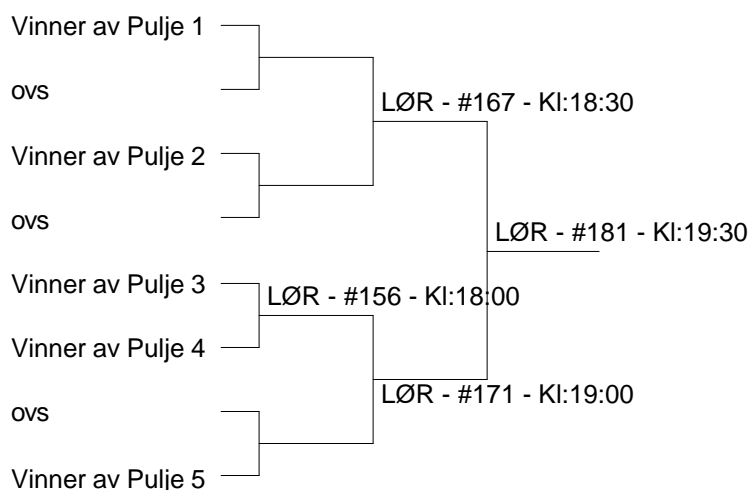 Vinner av Pulje 1
ovs
LØR - #167 - Kl:18:30
Vinner av Pulje 2
ovs
LØR - #181 - Kl:19:30
Vinner av Pulje 3
LØR - #156 - Kl:18:00
Vinner av Pulje 4
LØR - #171 - Kl:19:00
ovs
Vinner av Pulje 5